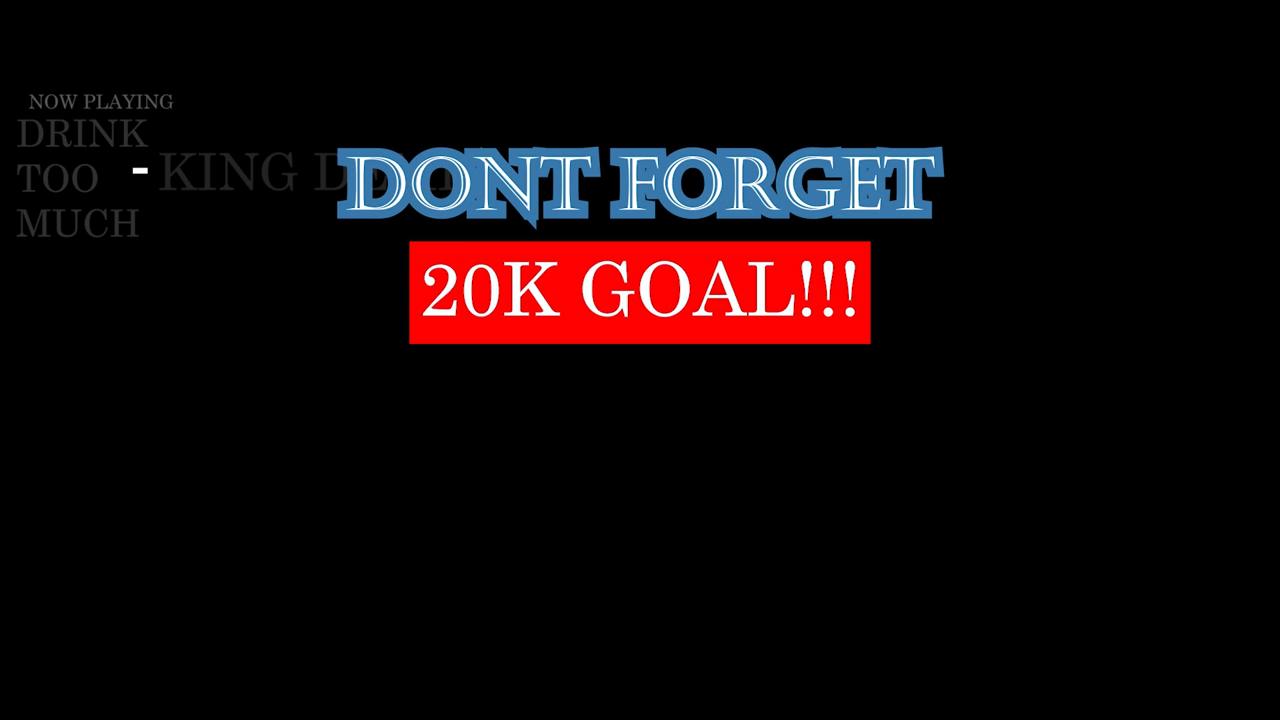 NOW PLAYING
DRINK
TOO
MUCH
- KING
DONT FORGET
20K GOAL!!!